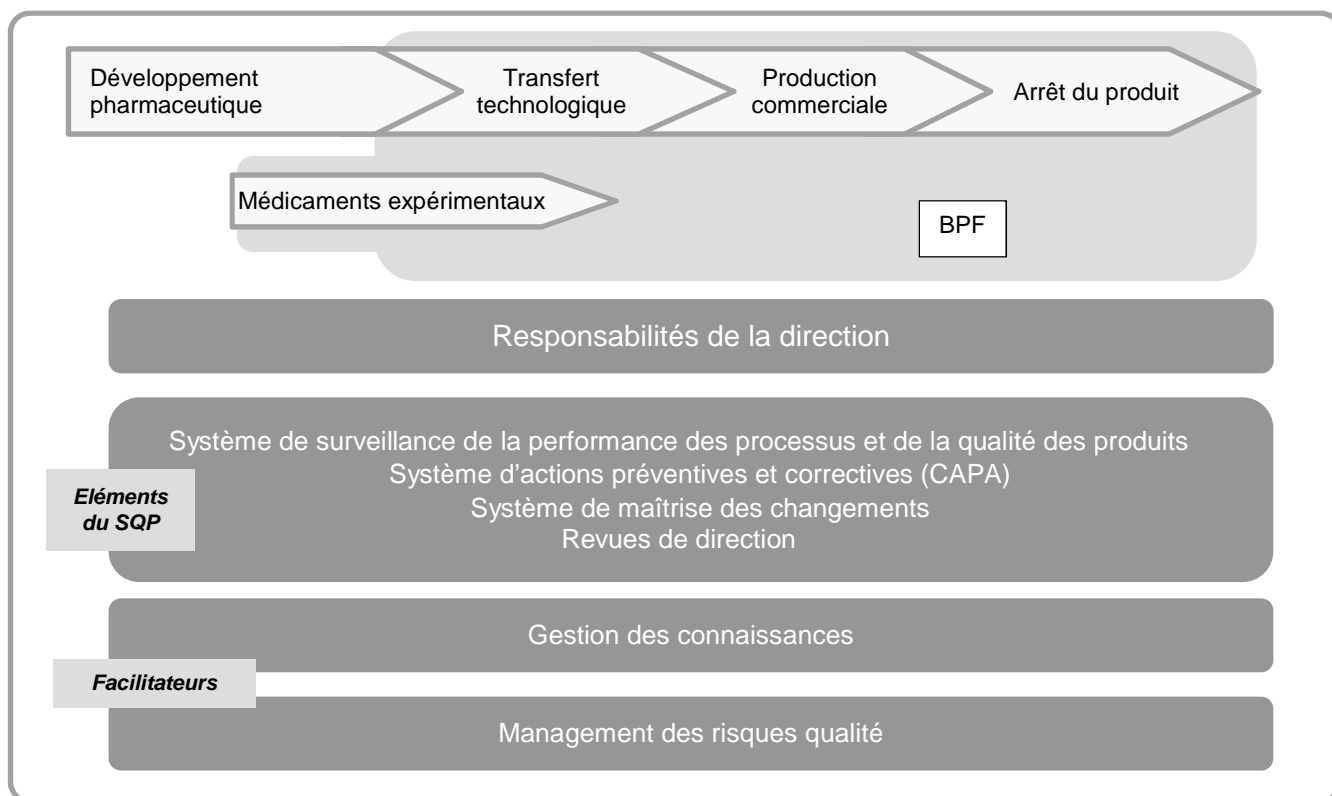 Développement
pharmaceutique
Transfert
technologique
Production
commerciale
Arrêt du produit
Médicaments expérimentaux
BPF
Responsabilités de la direction
Système de surveillance de la performance des processus et de la qualité des produits
Système d'actions préventives et correctives (CAPA)
Système de maîtrise des changements
Revues de direction
Eléments
du SQP
Gestion des connaissances
Facilitateurs
Management des risques qualité